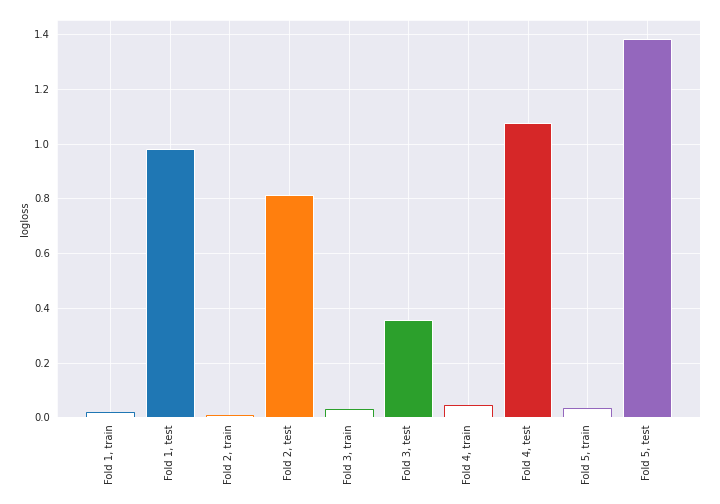 1.4
1.2
1.0
0.8
0.6
0.4
0.2
0.0
logloss
Fold 1, train
Fold 1, test
Fold 2, train
Fold 2, test
Fold 3, train
Fold 3, test
Fold 4, train
Fold 4, test
Fold 5, train
Fold 5, test